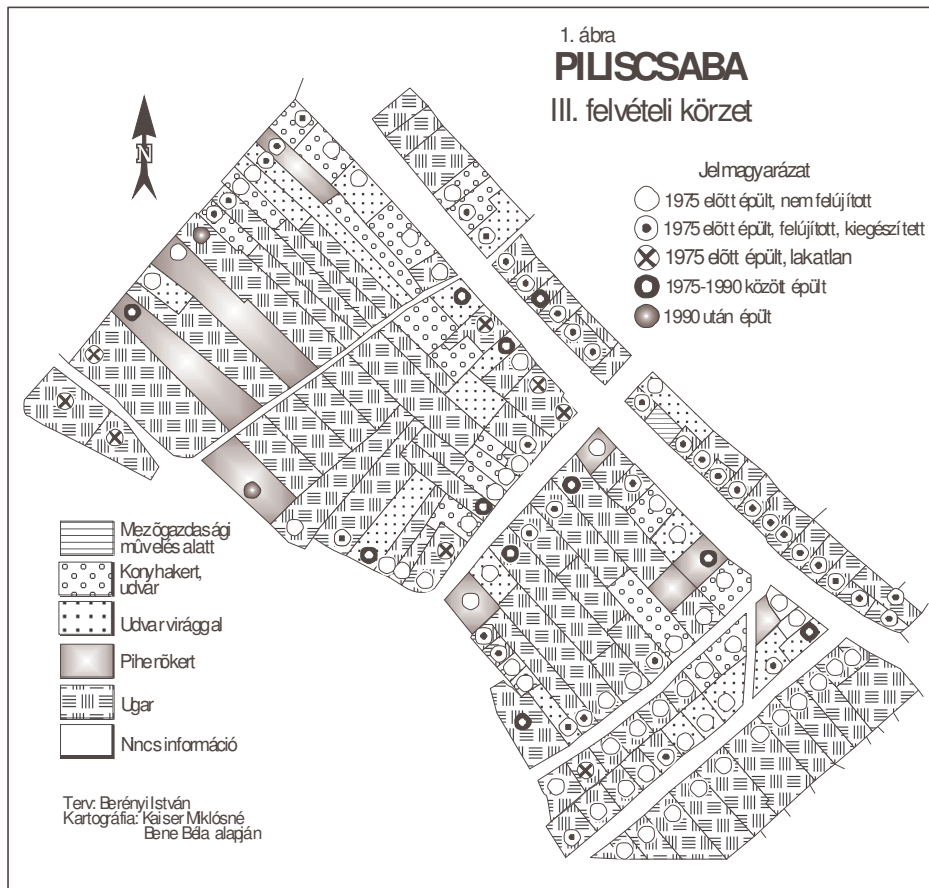 1. ábra
PILISCSABA
III. felvételi körzet
N
Jelmagyarázat
1975 elõtt épült, nem felújított
1975 elõtt épült, felújított, kiegészített
1975 elõtt épült, lakatlan
1975-1990 között épült
1990 után épült
Mezõgazdasági
mûvelés alatt
Konyhakert,
udvar
Udvar virággal
Pihenõkert
Ugar
Nincs információ
Terv: Berényi István
Kartográfia: Kaiser Miklósné
Bene Béla alapján